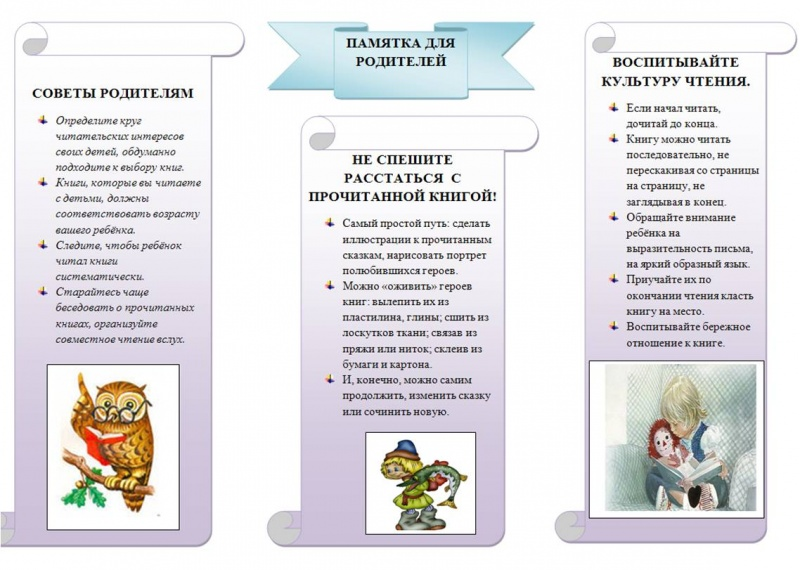 СОВЕТЫ РОДИТЕЛЯМ
Определите круг
читательских интересов
своих детей, обдуманно
подходите к выбору книг.
Книги, которые вы читаете
с детьми, должны
соответствовать возрасту
вашего ребёнка.
Следите, чтобы ребёнок
читал книги
систематически.
Старайтесь чаще
беседовать о прочитанных
книгах, организуйте
совместное чтение вслух.
ПАМЯТКА ДЛЯ
РОДИТЕЛЕЙ
НЕ СПЕШИТЕ
РАССТАТЬСЯ С
ПРОЧИТАННОЙ КНИГОЙ!
Самый простой путь: сделать
иллюстрации к прочитанным
сказкам, нарисовать портрет
полюбившихся героев.
Можно «оживить» героев
книг: вылепить их из
пластилина, глины; сшить из
лоскутков ткани; связав из
пряжи или ниток; склеив из
бумаги и картона.
И, конечно, можно самим
продолжить, изменить сказку
или сочинить новую.
ВОСПИТЫВАЙТЕ
КУЛЬТУРУ ЧТЕНИЯ.
Если начал читать,
дочитай до конца.
Книгу можно читать
последовательно, не
перескакивая со страницы
на страницу, не
заглядывая в конец.
Обращайте внимание
ребёнка на
выразительность письма,
на яркий образный язык.
Приучайте их по
окончании чтения класть
книгу на место.
Воспитывайте бережное
отношение к книге.